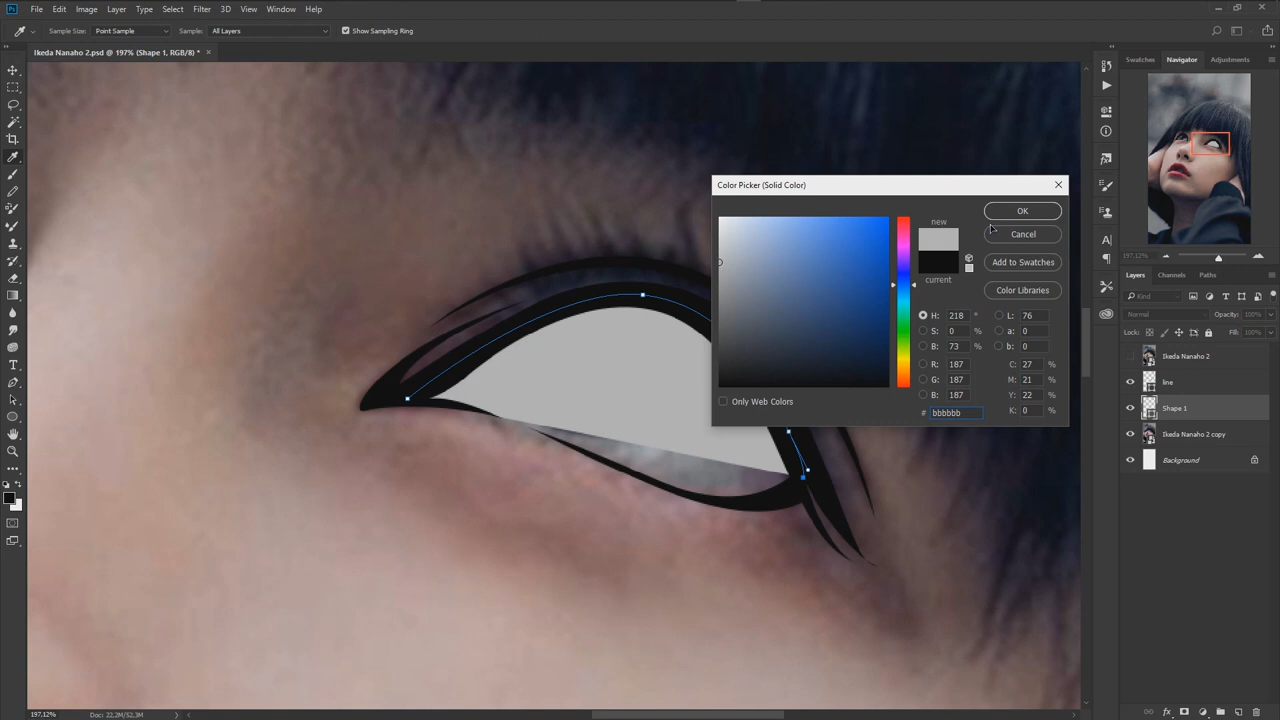 Ps File Edit Image Layer Type Select Filter 3D View Window Help
Sample Size: Point Sample Sample: All Layers Show Sampling Ring
Ikeda Nanaho 2.psd @ 197% (Shape 1, RGB/8) * ×
Swatches Navigator Adjustments
197,12%
Layers Channels Paths
Kind
Normal Opacity: 100%
Lock: Fill: 100%
Ikeda Nanaho 2
line
Shape 1
Ikeda Nanaho 2 copy
Background
Color Picker (Solid Color)
new
current
OK
Cancel
Add to Swatches
Color Libraries
H: 218 ° L: 76
S: 0 % a: 0
B: 73 % b: 0
R: 187 C: 27 %
G: 187 M: 21 %
B: 187 Y: 22 %
# bbbbbb K: 0 %
Only Web Colors
197,12% Doc: 22,2M/52,3M